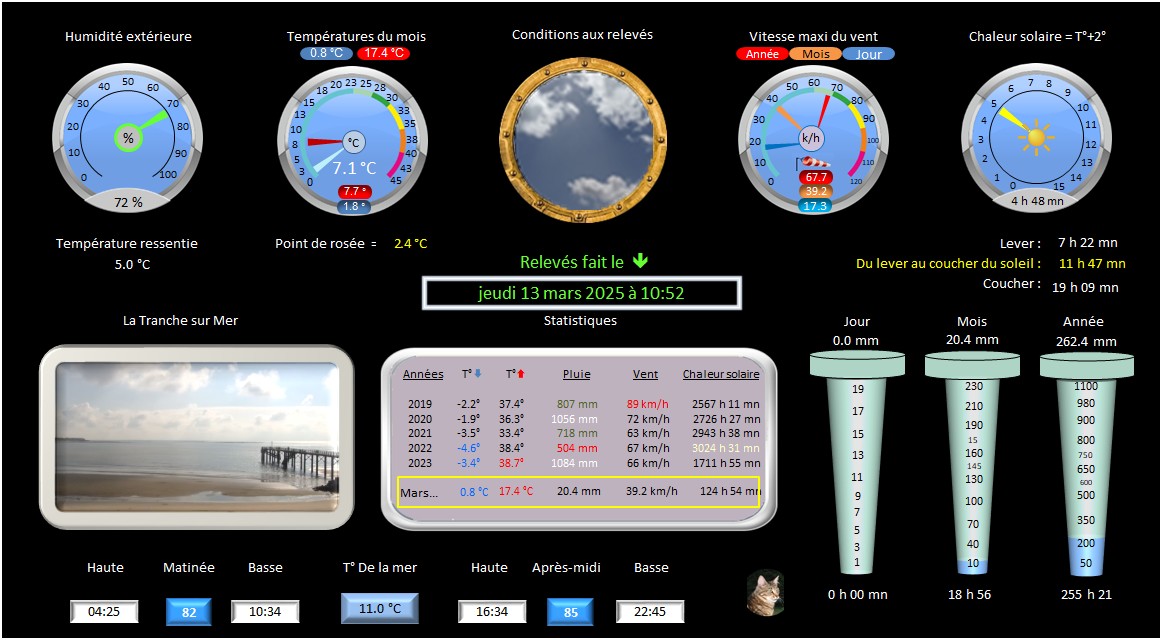 Humidité extérieure
Températures du mois
0.8 °C 17.4 °C
Conditions aux relevés
Vitesse maxi du vent
Année Mois Jour
Chaleur solaire = T°+2°
0 10 20 30 40 50 60 70 80 90 100
%
72 %
0 3 5 8 10 13 15 18 20 23 25 28 30 33 35 38 40 43 45
°C
7.1 °C
7.7 °
1.8 °
0 10 20 30 40 50 60 70 80 90 100 110 120
k/h
67.7
39.2
17.3
0 1 2 3 4 5 6 7 8 9 10 11 12 13 14 15
4 h 48 mn
Température ressentie
5.0 °C
Point de rosée = 2.4 °C
Relevés fait le
jeudi 13 mars 2025 à 10:52
Lever : 7 h 22 mn
Du lever au coucher du soleil : 11 h 47 mn
Coucher : 19 h 09 mn
La Tranche sur Mer
Statistiques
Années T° T° Pluie Vent Chaleur solaire
2019 -2.2° 37.4° 807 mm 89 km/h 2567 h 11 mn
2020 -1.9° 36.3° 1056 mm 72 km/h 2726 h 27 mn
2021 -3.5° 33.4° 718 mm 63 km/h 2943 h 38 mn
2022 -4.6° 38.4° 504 mm 67 km/h 3024 h 31 mn
2023 -3.4° 38.7° 1084 mm 66 km/h 1711 h 55 mn
Mars... 0.8 °C 17.4 °C 20.4 mm 39.2 km/h 124 h 54 mn
Jour
0.0 mm
19
17
15
13
11
9
7
5
3
1
0 h 00 mn
Mois
20.4 mm
230
210
190
15
160
145
130
100
70
40
10
18 h 56
Année
262.4 mm
1100
980
900
800
750
650
600
500
350
200
50
255 h 21
Haute Matinée Basse T° De la mer Haute Après-midi Basse
04:25 82 10:34 11.0 °C 16:34 85 22:45